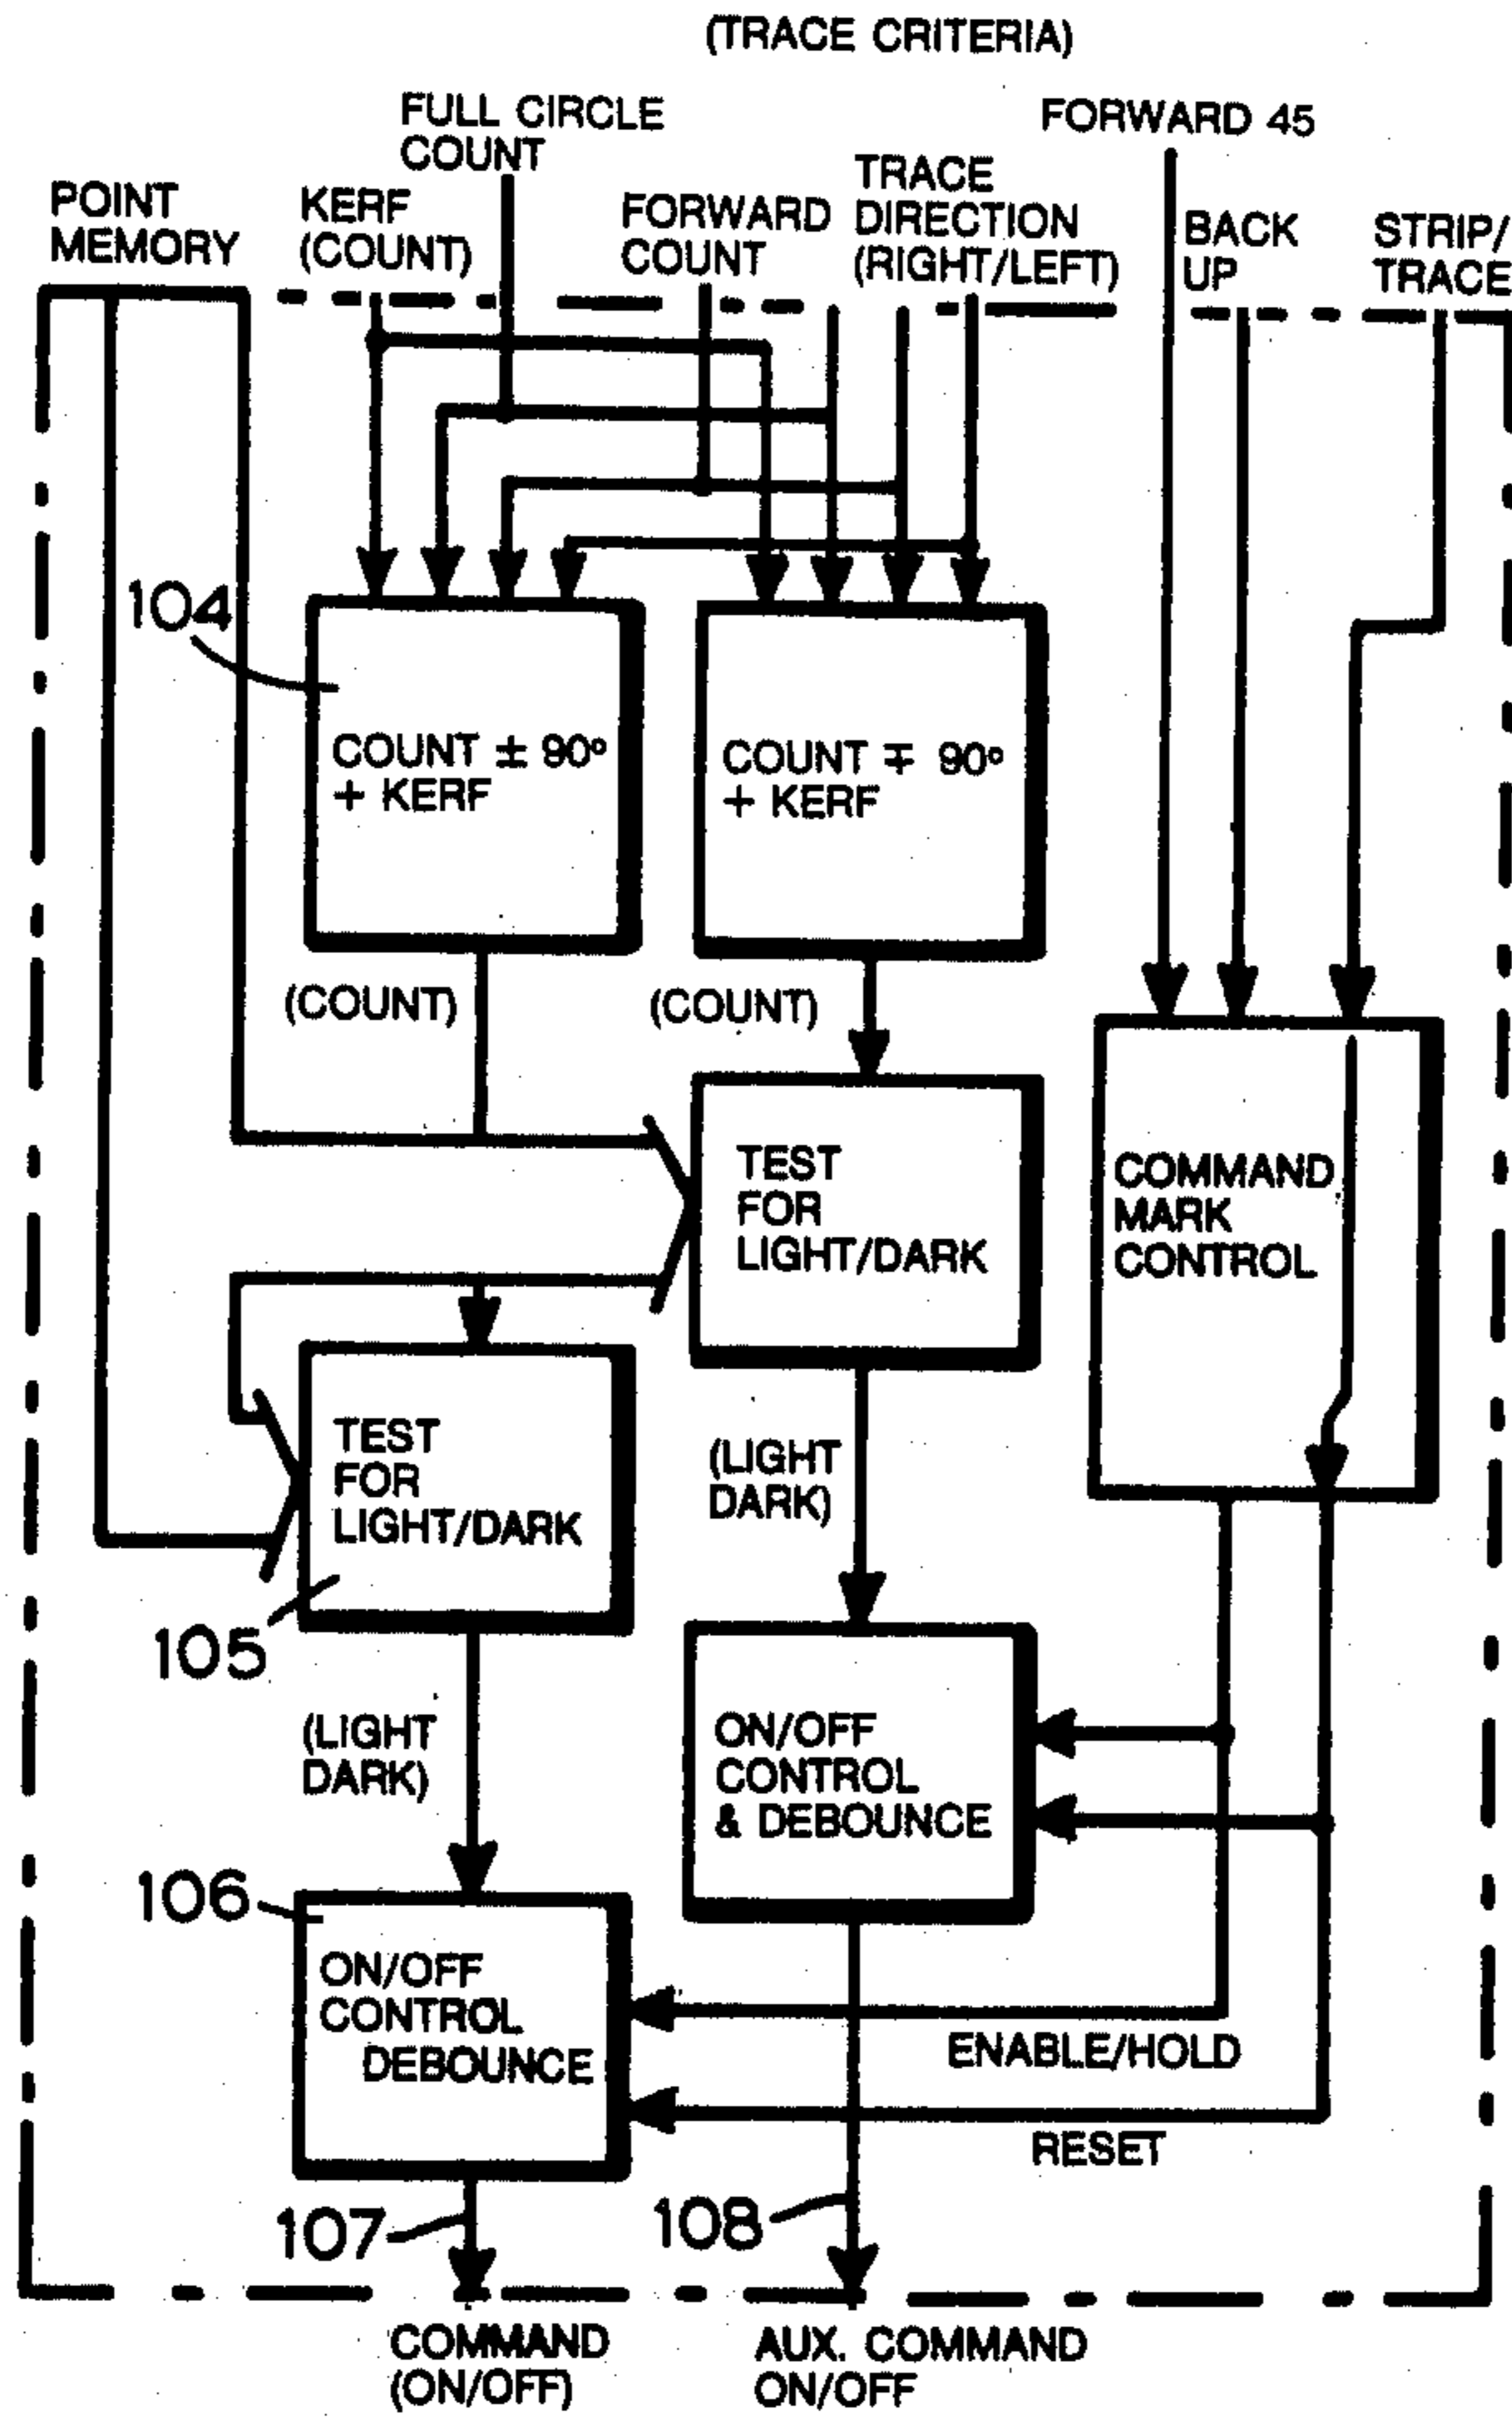 (TRACE CRITERIA)
FULL CIRCLE
COUNT
FORWARD 45
POINT
MEMORY
KERF
(COUNT)
FORWARD
COUNT
TRACE
DIRECTION
(RIGHT/LEFT)
BACK
UP
STRIP/
TRACE
104
COUNT ± 90°
+ KERF
COUNT ∓ 90°
+ KERF
(COUNT)
(COUNT)
TEST
FOR
LIGHT/DARK
COMMAND
MARK
CONTROL
TEST
FOR
LIGHT/DARK
105
(LIGHT
DARK)
(LIGHT
DARK)
ON/OFF
CONTROL
& DEBOUNCE
106
ON/OFF
CONTROL
DEBOUNCE
ENABLE/HOLD
RESET
107
108
COMMAND
(ON/OFF)
AUX. COMMAND
ON/OFF